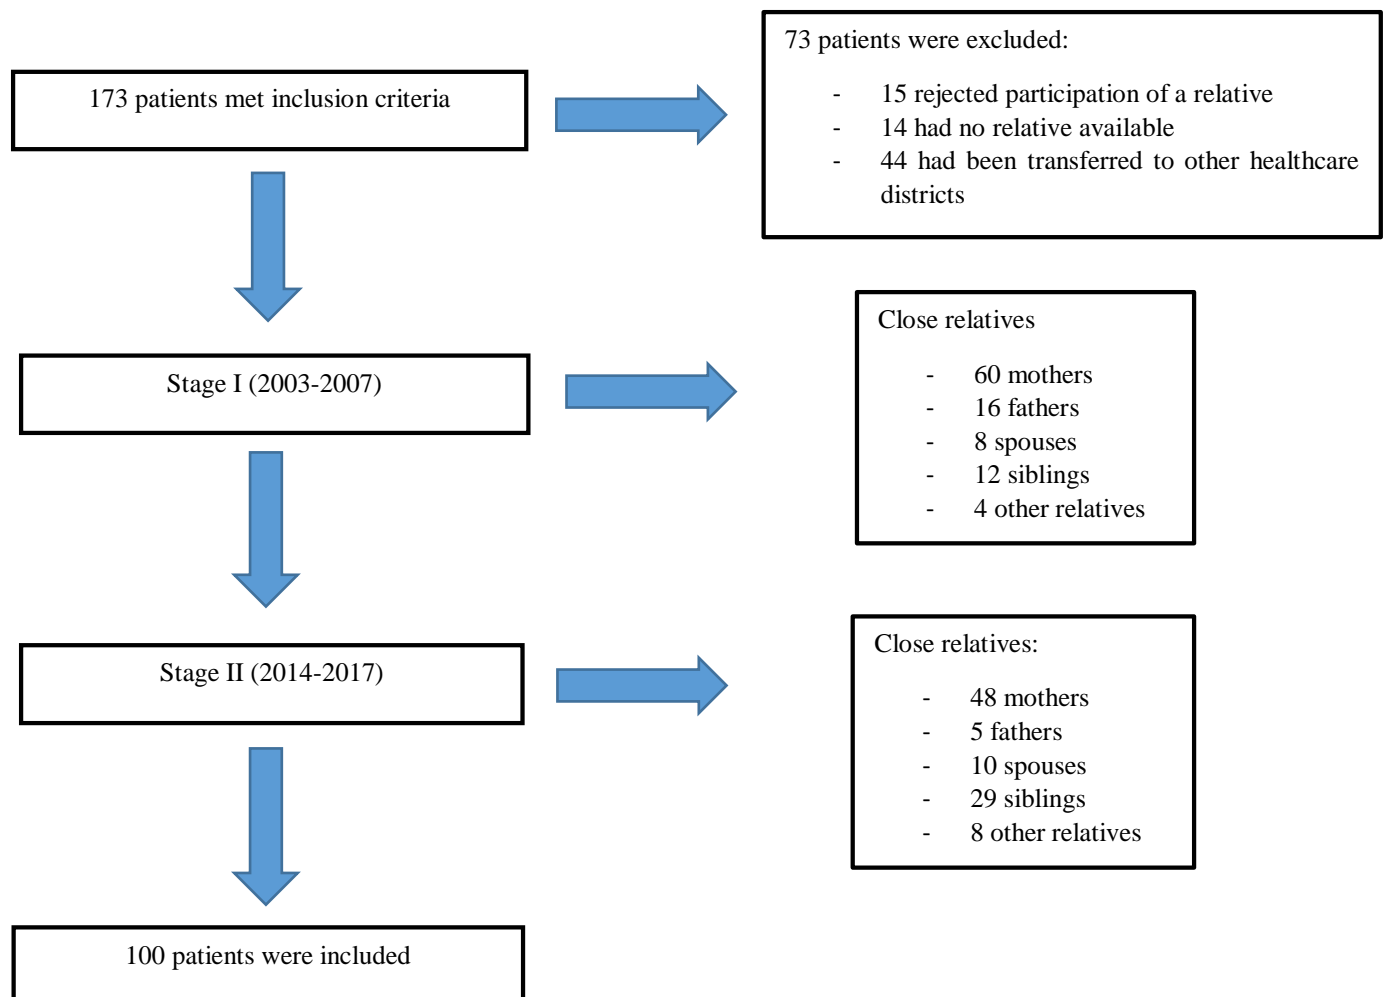 73 patients were excluded:
173 patients met inclusion criteria
- 15 rejected participation of a relative
- 14 had no relative available
- 44 had been transferred to other healthcare
districts
Stage I (2003-2007)
Close relatives
- 60 mothers
- 16 fathers
- 8 spouses
- 12 siblings
- 4 other relatives
Stage II (2014-2017)
Close relatives:
- 48 mothers
- 5 fathers
- 10 spouses
- 29 siblings
- 8 other relatives
100 patients were included